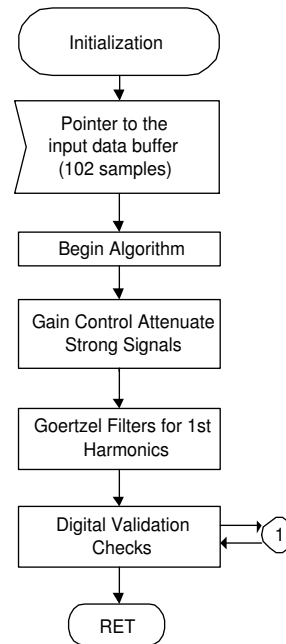 Initialization
Pointer to the
input data buffer
(102 samples)
Begin Algorithm
Gain Control Attenuate
Strong Signals
Goertzel Filters for 1st
Harmonics
Digital Validation
Checks
1
RET